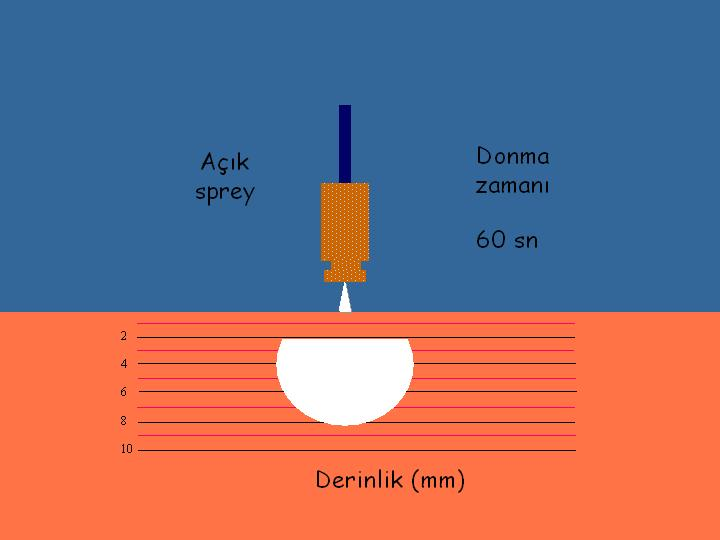 Açık
sprey
Donma
zamanı
60 sn
2
4
6
8
10
Derinlik (mm)